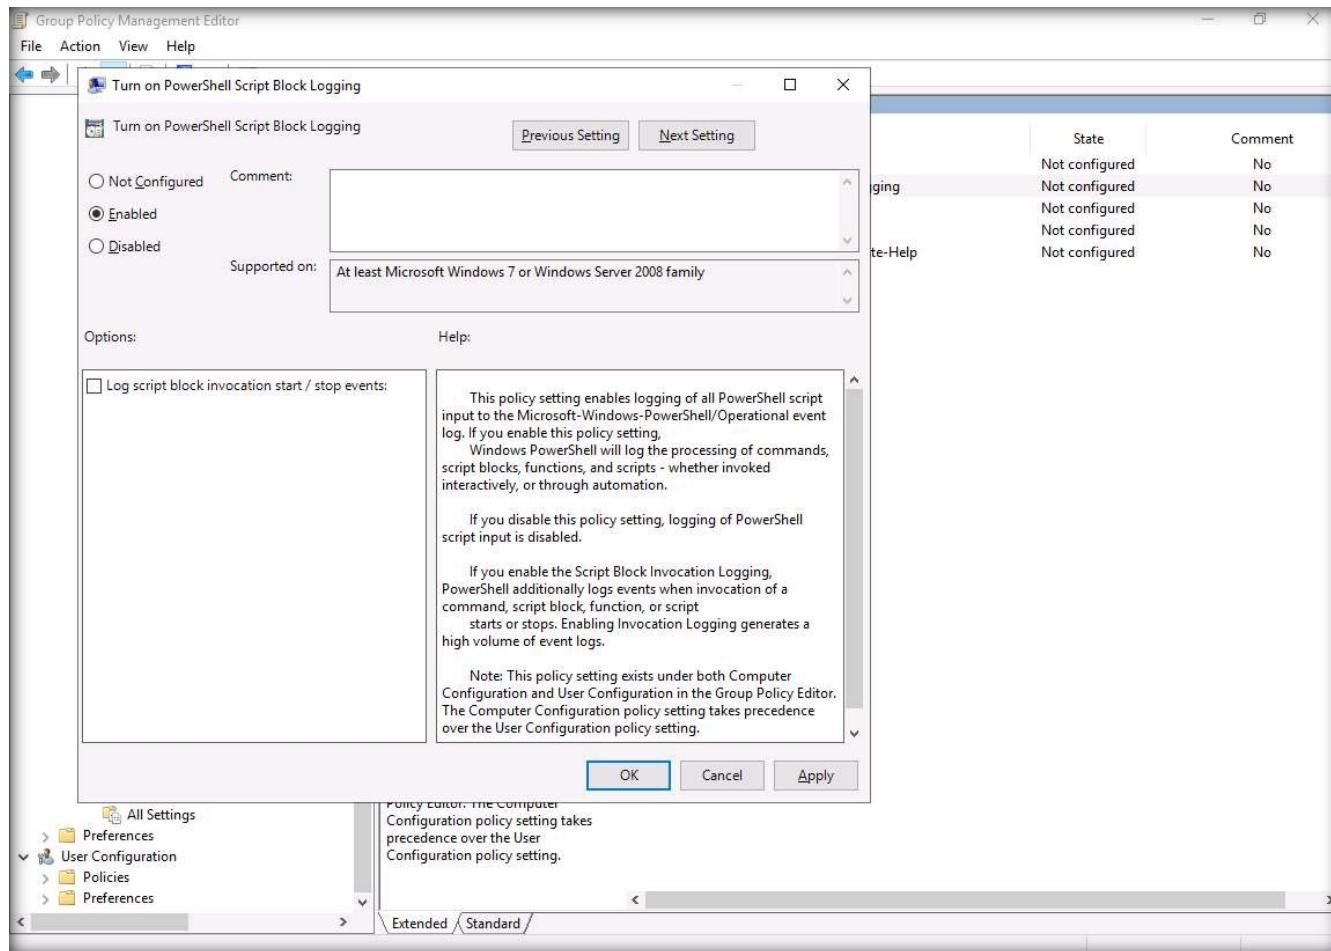 Group Policy Management Editor
File Action View Help
Turn on PowerShell Script Block Logging
Turn on PowerShell Script Block Logging
Previous Setting Next Setting
Not Configured
Enabled
Disabled
Comment:
Supported on:
At least Microsoft Windows 7 or Windows Server 2008 family
Options:
Help:
Log script block invocation start / stop events:
This policy setting enables logging of all PowerShell script
input to the Microsoft-Windows-PowerShell/Operational event
log. If you enable this policy setting,
Windows PowerShell will log the processing of commands,
script blocks, functions, and scripts - whether invoked
interactively, or through automation.
If you disable this policy setting, logging of PowerShell
script input is disabled.
If you enable the Script Block Invocation Logging,
PowerShell additionally logs events when invocation of a
command, script block, function, or script
starts or stops. Enabling Invocation Logging generates a
high volume of event logs.
Note: This policy setting exists under both Computer
Configuration and User Configuration in the Group Policy Editor.
The Computer Configuration policy setting takes precedence
over the User Configuration policy setting.
OK Cancel Apply
State Comment
Not configured No
gging Not configured No
Not configured No
Not configured No
te-Help Not configured No
All Settings
Preferences
User Configuration
Policies
Preferences
Policy Editor. The Computer
Configuration policy setting takes
precedence over the User
Configuration policy setting.
Extended Standard